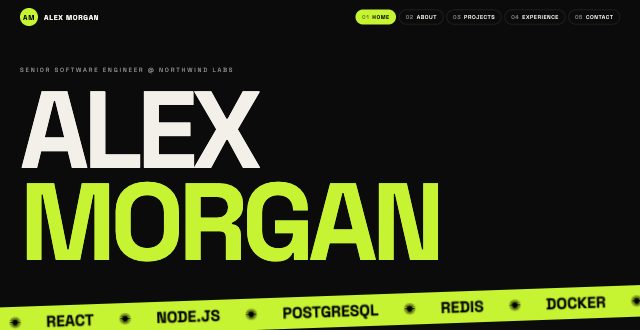 AM ALEX MORGAN
01 HOME 02 ABOUT 03 PROJECTS 04 EXPERIENCE 05 CONTACT
SENIOR SOFTWARE ENGINEER @ NORTHWIND LABS
ALEX
MORGAN
REACT NODE.JS POSTGRESQL REDIS DOCKER